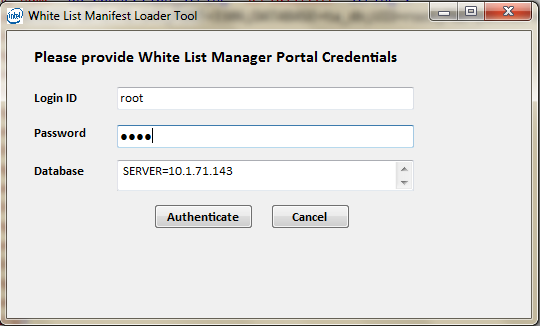 intel
White List Manifest Loader Tool
Please provide White List Manager Portal Credentials
Login ID
root
Password
●●●●
Database
SERVER=10.1.71.143
Authenticate
Cancel